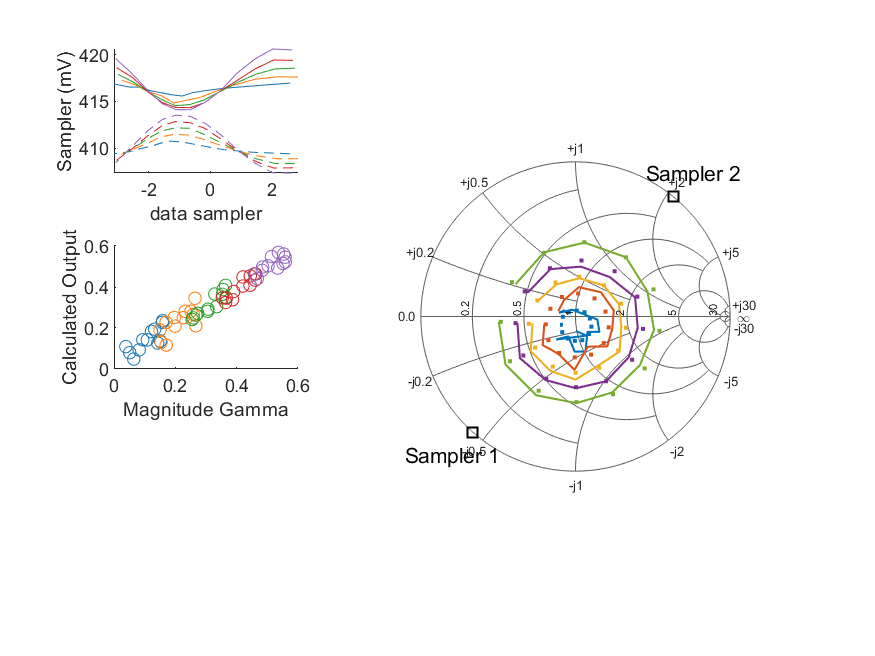 Sampler (mV)
420
415
410
-2
0
2
data sampler
Calculated Output
0.6
0.4
0.2
0
0
0.2
0.4
0.6
Magnitude Gamma
+j1
Sampler 2
+j2
+j0.5
+j0.2
+j5
0.0
0.2
0.5
1
2
5
30
+j30
∞
-j30
-j0.2
-j5
Sampler 1
-j0.5
-j2
-j1